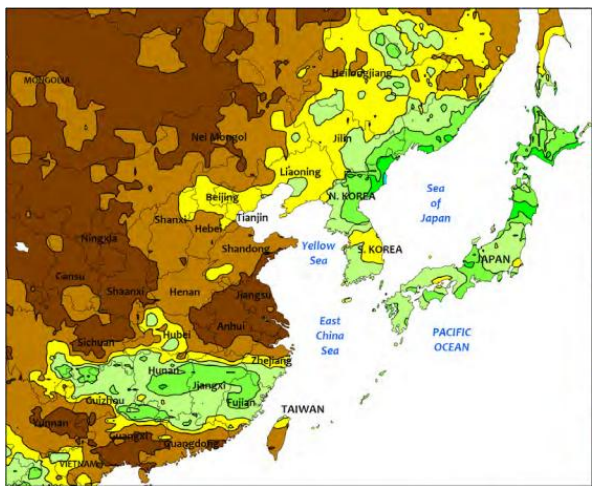 MONGOLIA
Heilongjiang
Nei Mongol
Jilin
Liaoning
Beijing
Tianjin
N. KOREA
Sea
of
Japan
Shanxi
Hebei
Ningxia
Shandong
Yellow
Sea
S. KOREA
JAPAN
Gansu
Shaanxi
Henan
Jiangsu
Anhui
East
China
Sea
PACIFIC
OCEAN
Sichuan
Hubei
Zhejiang
Hunan
Jiangxi
Guizhou
Fujian
TAIWAN
Yunnan
Guangxi
Guangdong
VIETNAM